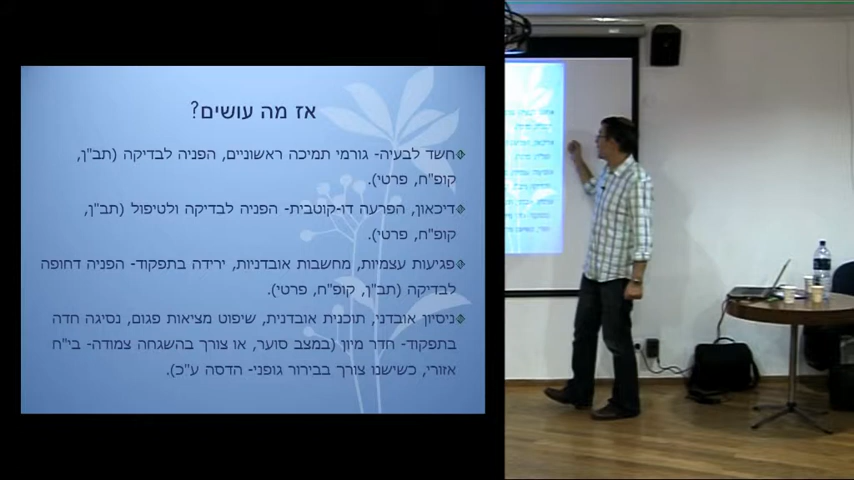 אז מה עושים?
חשד לבעיה- גורמי תמיכה ראשוניים, הפניה לבדיקה (תב"ך,
קופ"ח, פרטי).
דיכאון, הפרעה דו-קוטבית- הפניה לבדיקה ולטיפול (תב"ך,
קופ"ח, פרטי).
פגיעות עצמיות, מחשבות אובדניות, ירידה בתפקוד- הפניה דחופה
לבדיקה (תב"ך, קופ"ח, פרטי).
ניסיון אובדני, תוכנית אובדנית, שיפוט מציאות פגום, נסיגה חדה
בתפקוד- חדר מיון (במצב סוער, או צורך בהשגחה צמודה- בי"ח
אזורי, כשישנו צורך בבירור גופני- הדסה ע"כ).